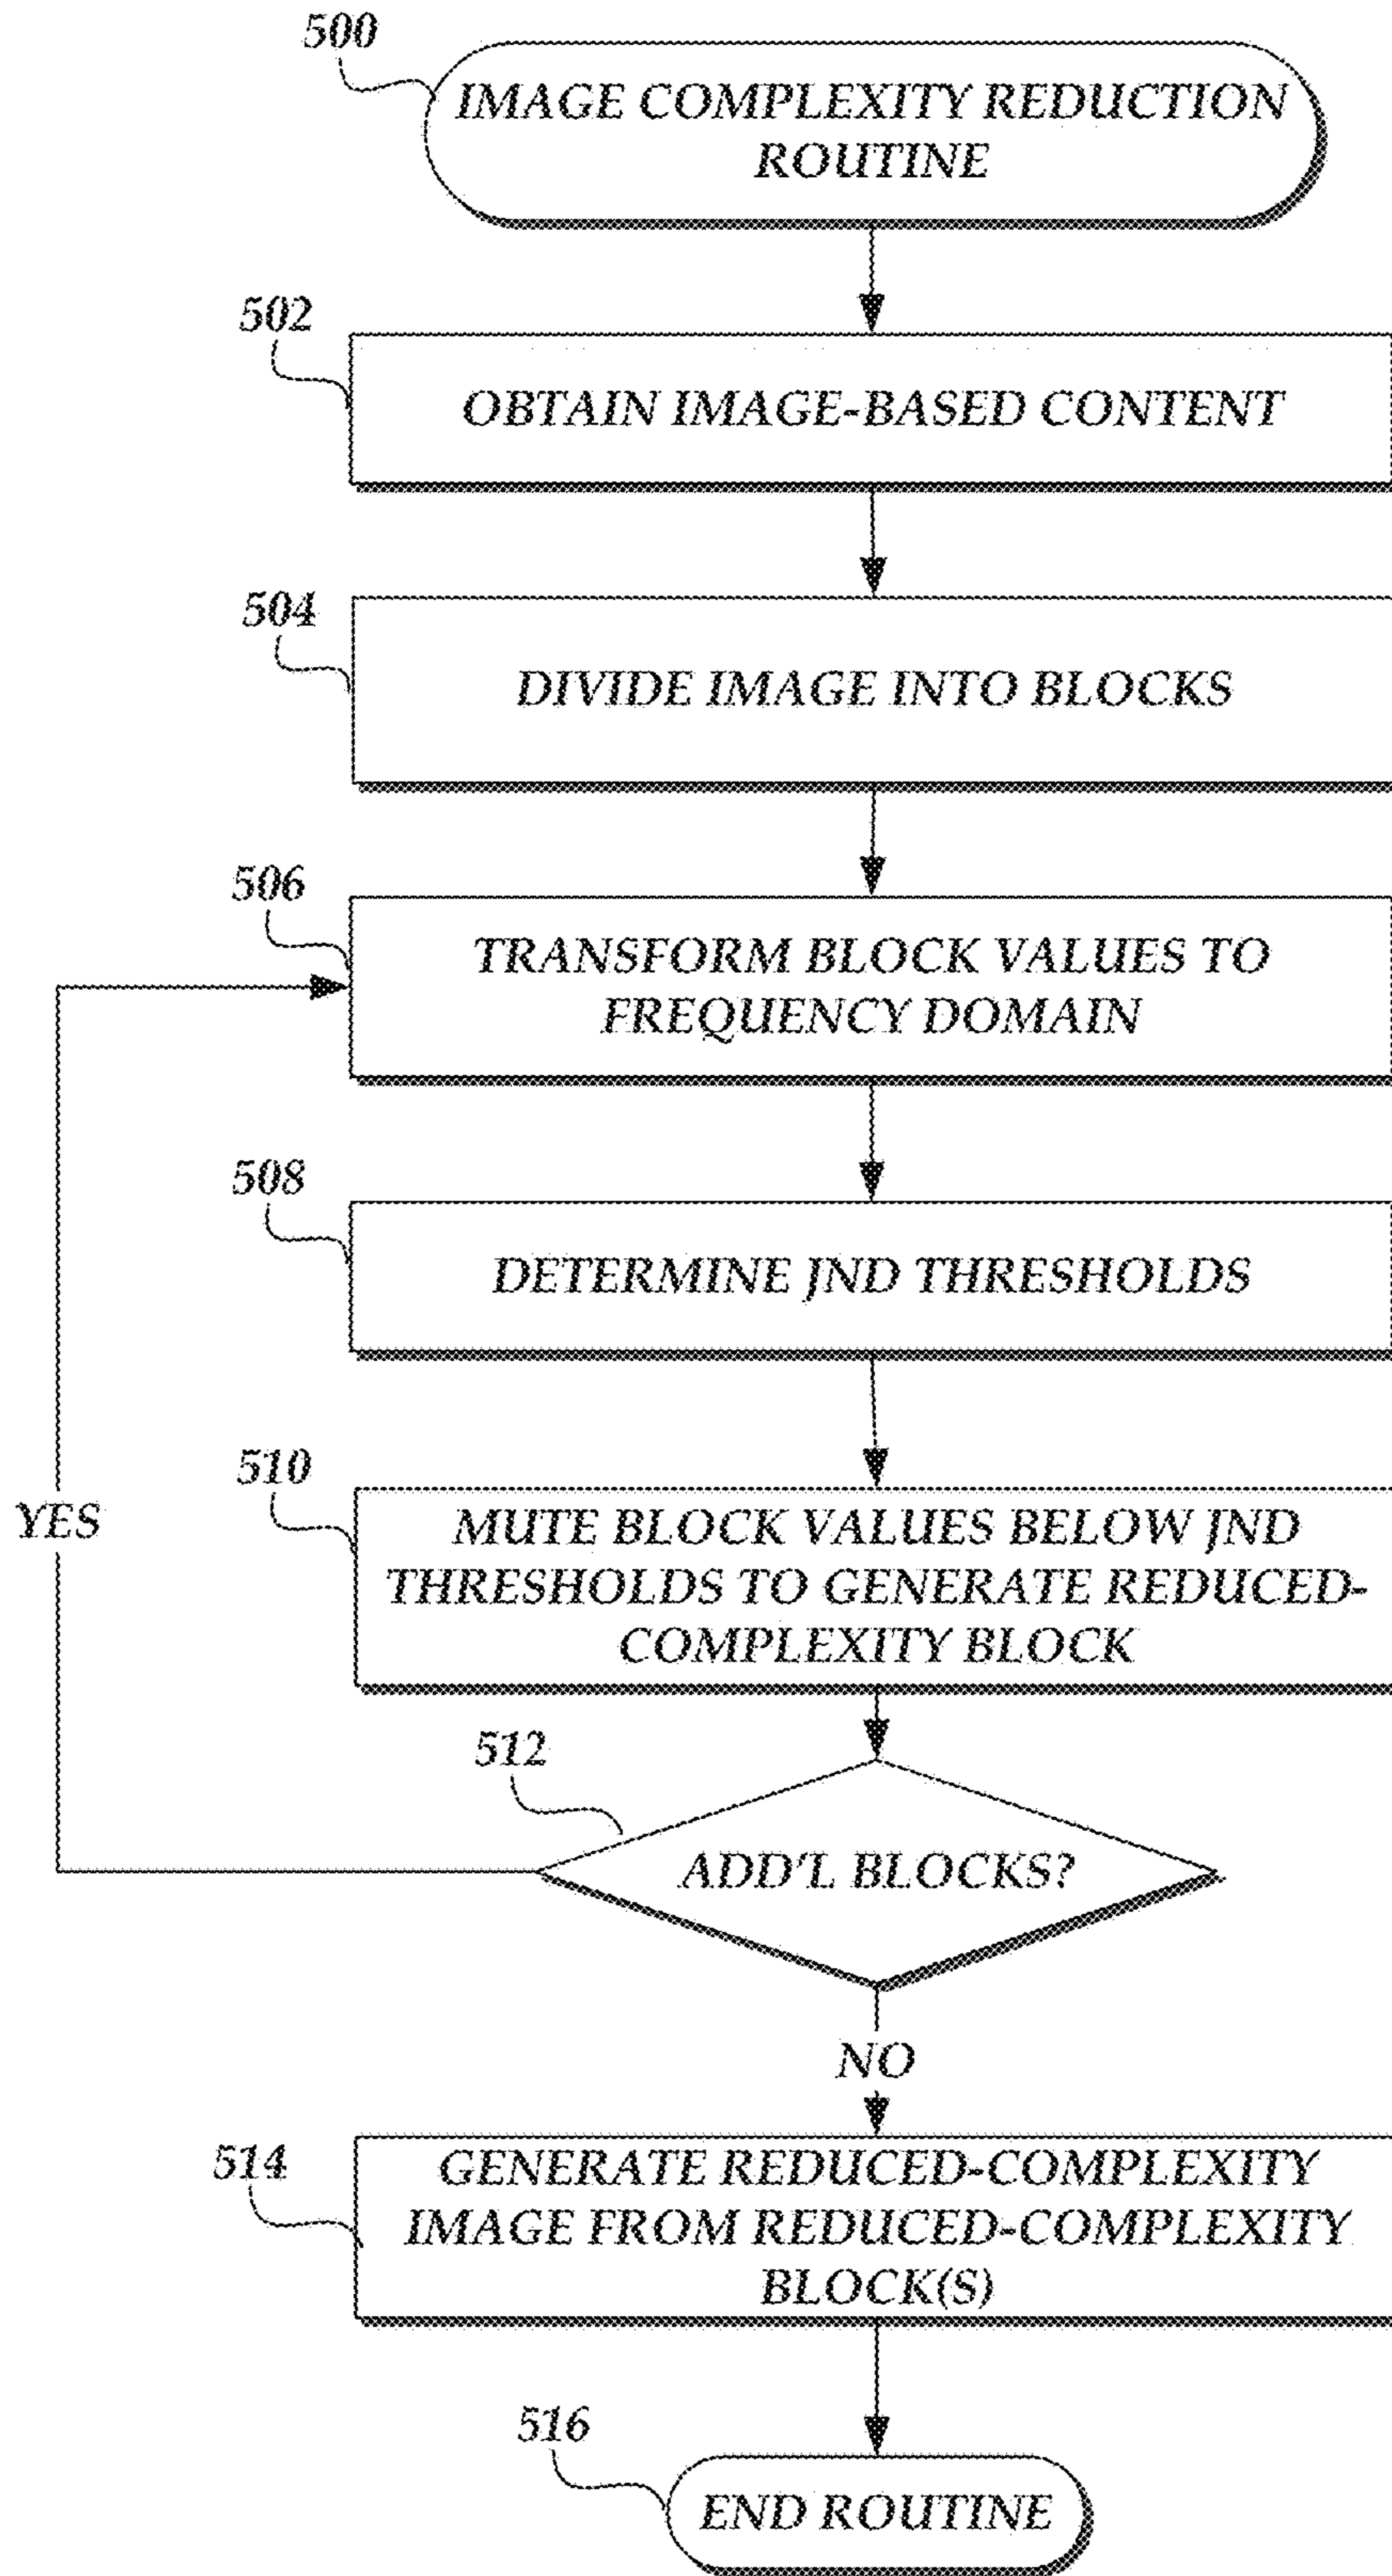 500
IMAGE COMPLEXITY REDUCTION
ROUTINE
502
OBTAIN IMAGE-BASED CONTENT
504
DIVIDE IMAGE INTO BLOCKS
506
TRANSFORM BLOCK VALUES TO
FREQUENCY DOMAIN
508
DETERMINE JND THRESHOLDS
510
MUTE BLOCK VALUES BELOW JND
THRESHOLDS TO GENERATE REDUCED-
COMPLEXITY BLOCK
YES
512
ADD'L BLOCKS?
NO
514
GENERATE REDUCED-COMPLEXITY
IMAGE FROM REDUCED-COMPLEXITY
BLOCK(S)
516
END ROUTINE